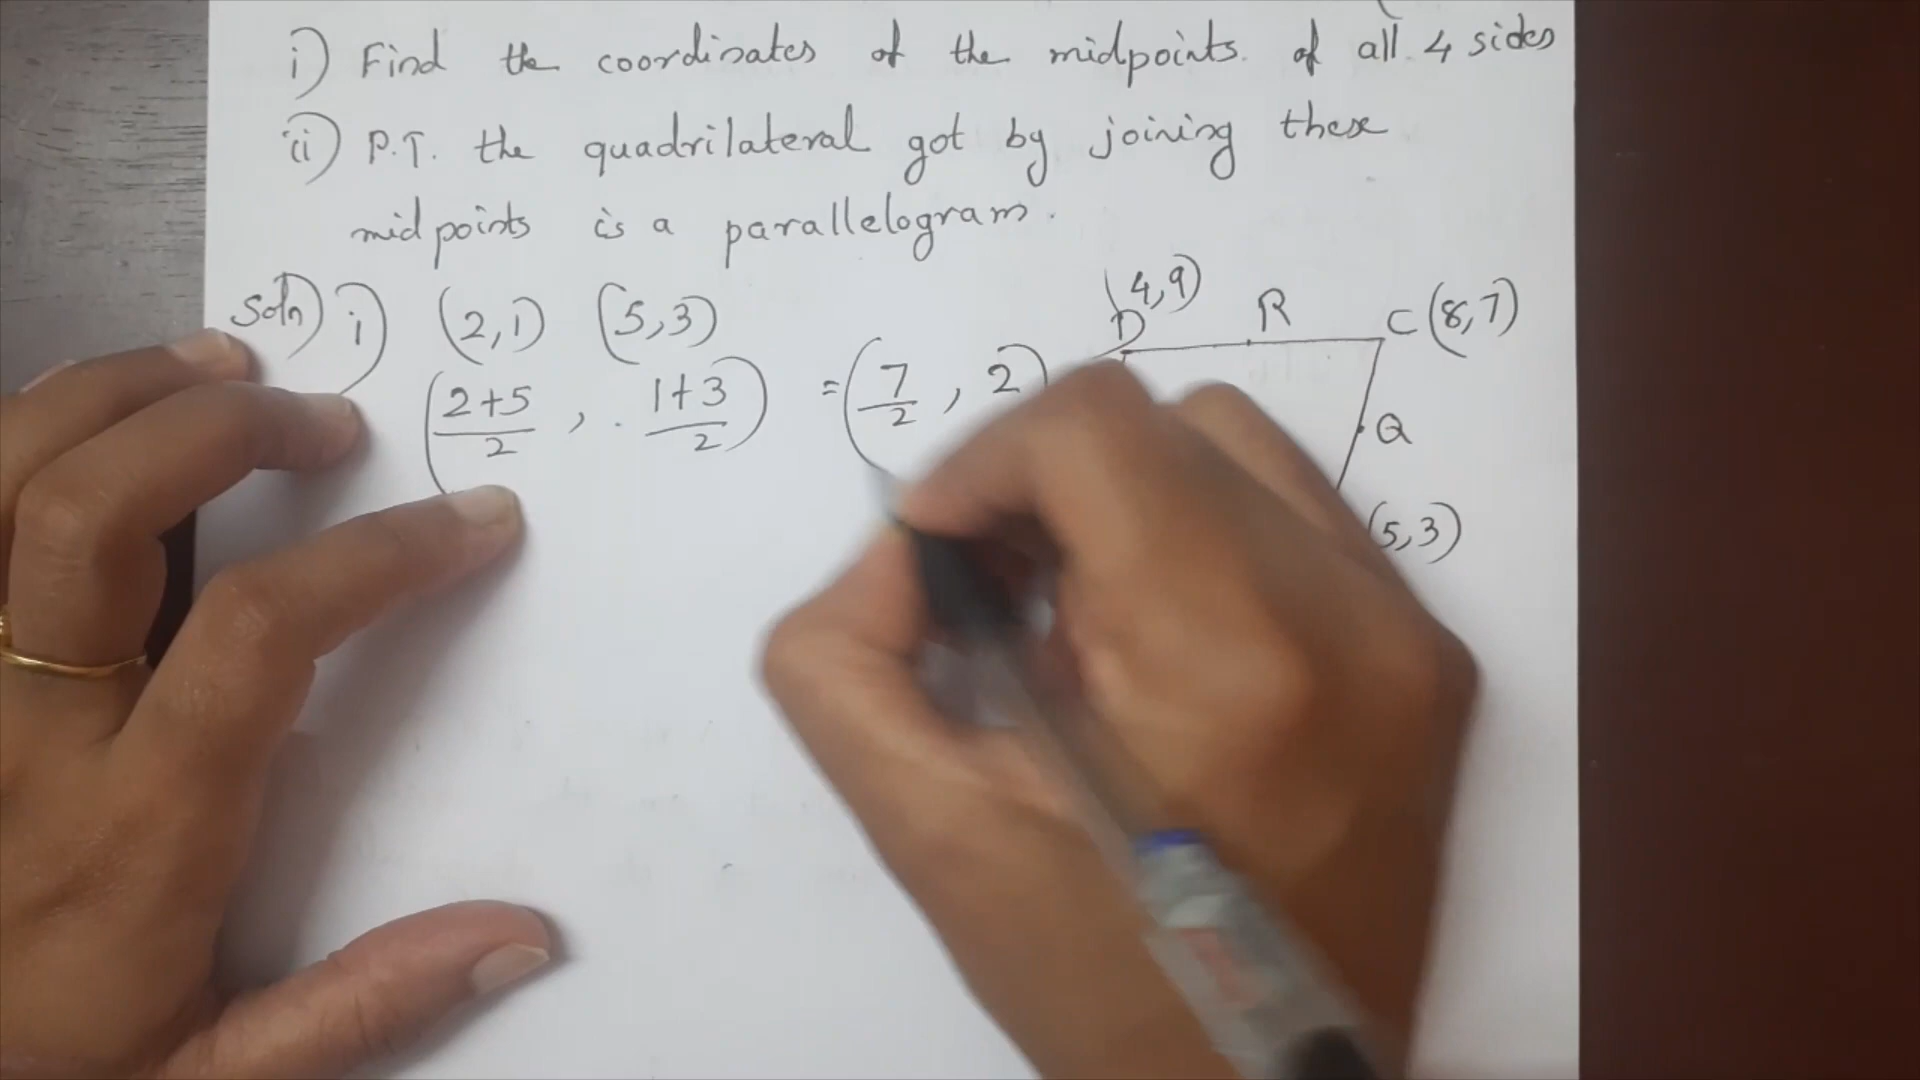 i) Find the coordinates of the midpoints. of all 4 sides
ii) P.T. the quadrilateral got by joining these
midpoints is a parallelogram.
Soln) i) (2,1) (5,3)
(2+5/2, 1+3/2) = (7/2, 2)
(4,9)
D R C (8,7)
Q
(5,3)